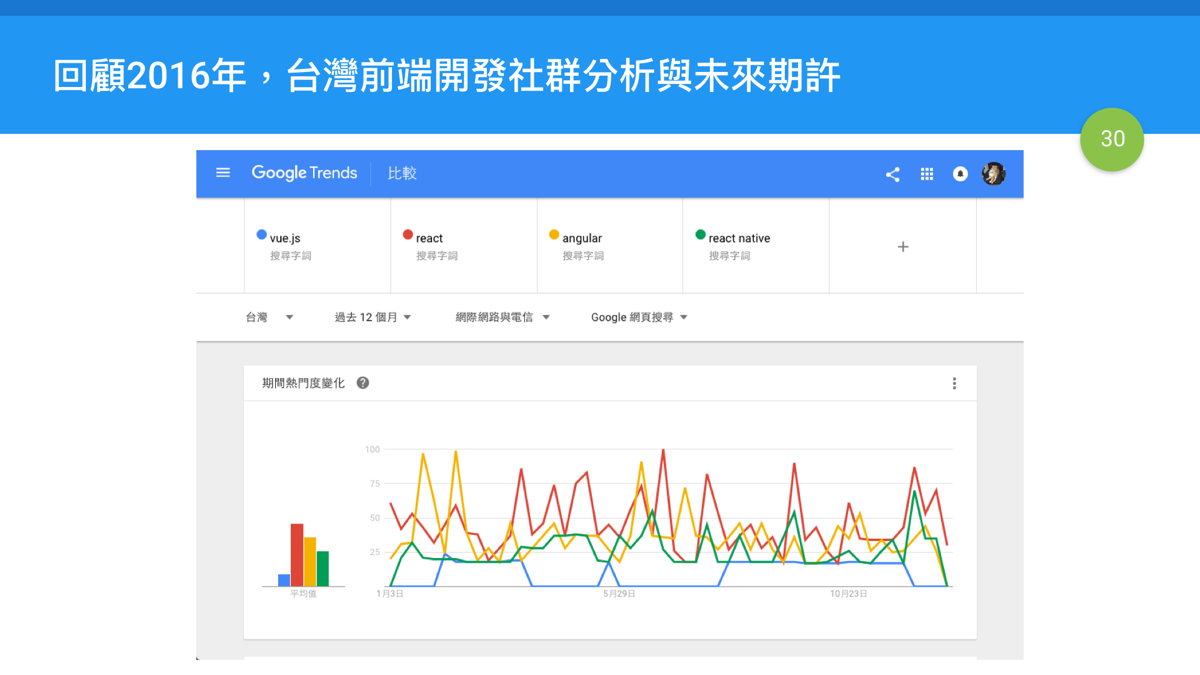 回顧2016年，台灣前端開發社群分析與未來期許
30
Google Trends 比較
vue.js
搜尋字詞
react
搜尋字詞
angular
搜尋字詞
react native
搜尋字詞
+
台灣 過去 12 個月 網際網路與電信 Google 網頁搜尋
期間熱門度變化 ?
100
75
50
25
平均值
1月3日 5月29日 10月23日